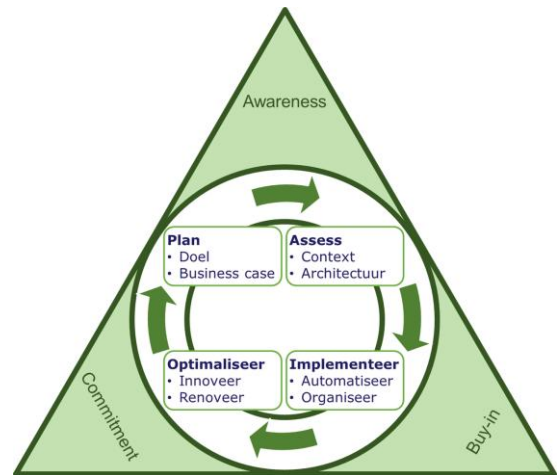 Awareness
Plan
• Doel
• Business case
Assess
• Context
• Architectuur
Optimaliseer
• Innoveer
• Renoveer
Implementeer
• Automatiseer
• Organiseer
Commitment
Buy-in